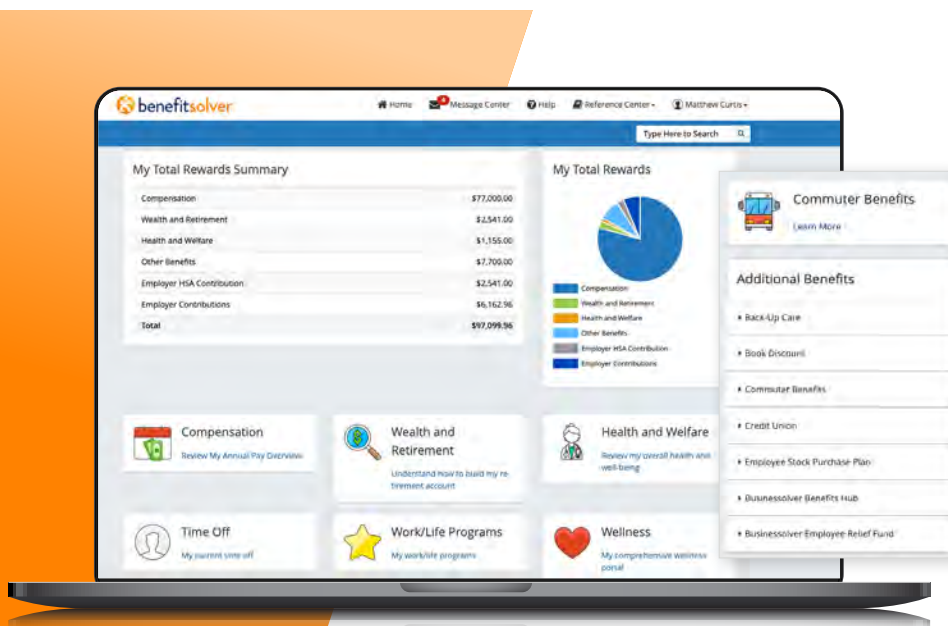 benefitsolver
Home
4
Message Center
Help
Reference Center
Matthew Curtis
Type Here to Search
My Total Rewards Summary
Compensation $77,000.00
Wealth and Retirement $2,541.00
Health and Welfare $1,155.00
Other Benefits $7,700.00
Employer HSA Contribution $2,541.00
Employer Contributions $6,162.96
Total $97,099.96
My Total Rewards
Compensation
Wealth and Retirement
Health and Welfare
Other Benefits
Employer HSA Contribution
Employer Contributions
Commuter Benefits
Learn More
Additional Benefits
Back-Up Care
Book Discount
Commuter Benefits
Credit Union
Employee Stock Purchase Plan
Businessolver Benefits Hub
Businessolver Employee Relief Fund
Compensation
Review My Annual Pay Overview
Wealth and
Retirement
Understand how to build my re-
tirement account
Health and Welfare
Review my overall health and
well-being
Time Off
My current time off
Work/Life Programs
My work/life programs
Wellness
My comprehensive wellness
portal